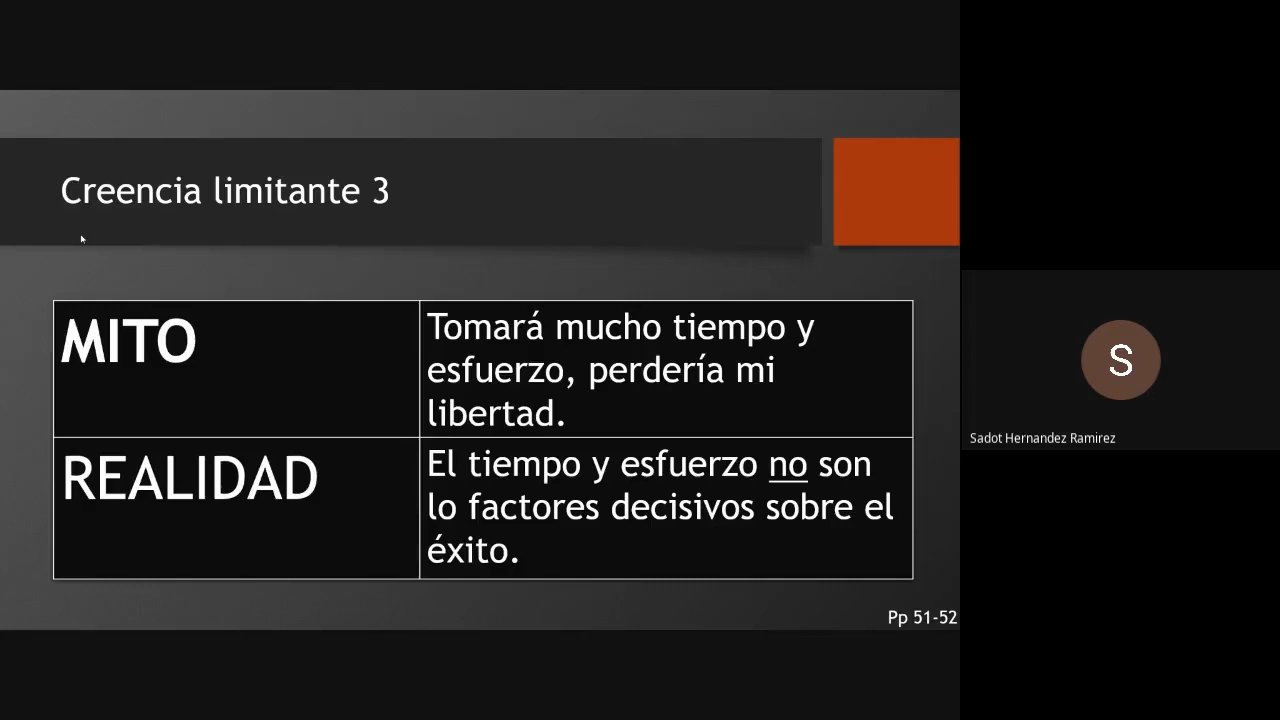 Creencia limitante 3
MITO
Tomará mucho tiempo y
esfuerzo, perdería mi
libertad.
REALIDAD
El tiempo y esfuerzo no son
lo factores decisivos sobre el
éxito.
Pp 51-52
S
Sadot Hernandez Ramirez